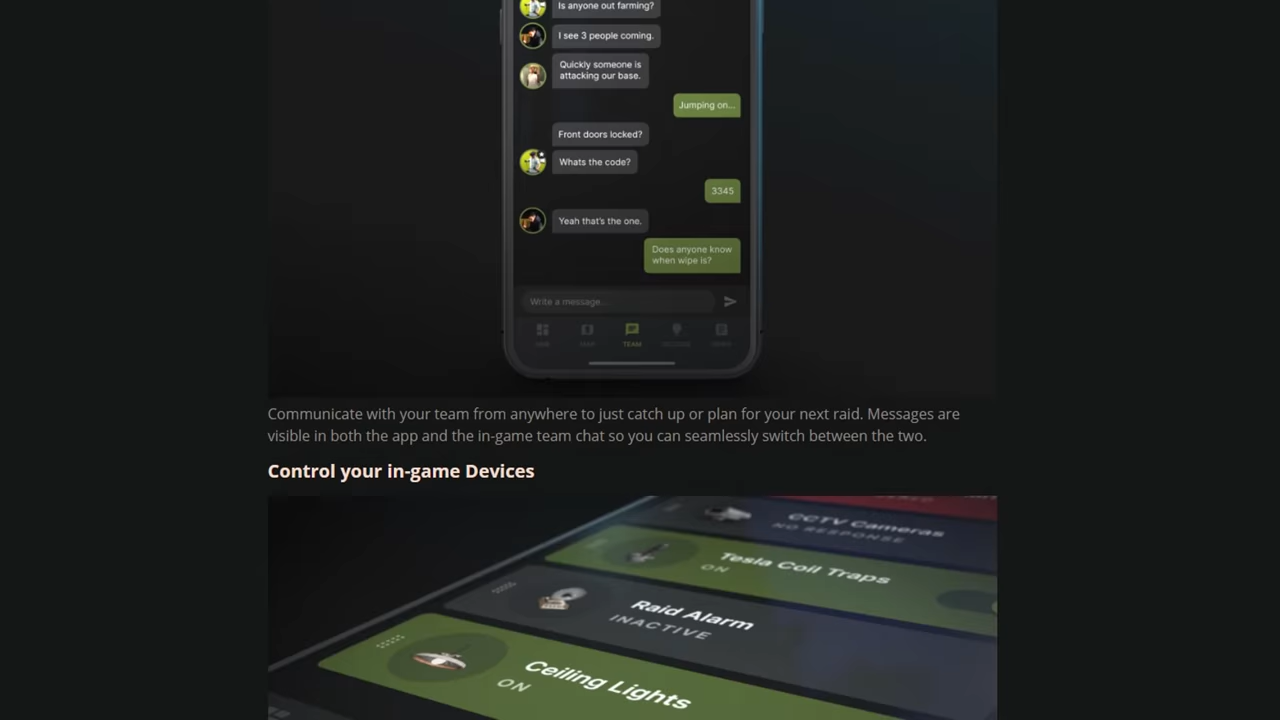 Is anyone out farming?
I see 3 people coming.
Quickly someone is
attacking our base.
Jumping on...
Front doors locked?
Whats the code?
3345
Yeah that's the one.
Does anyone know
when wipe is?
Write a message...
TEAM
Communicate with your team from anywhere to just catch up or plan for your next raid. Messages are
visible in both the app and the in-game team chat so you can seamlessly switch between the two.
Control your in-game Devices
CCTV Cameras
NO RESPONSE
Tesla Coil Traps
ON
Raid Alarm
INACTIVE
Ceiling Lights
ON